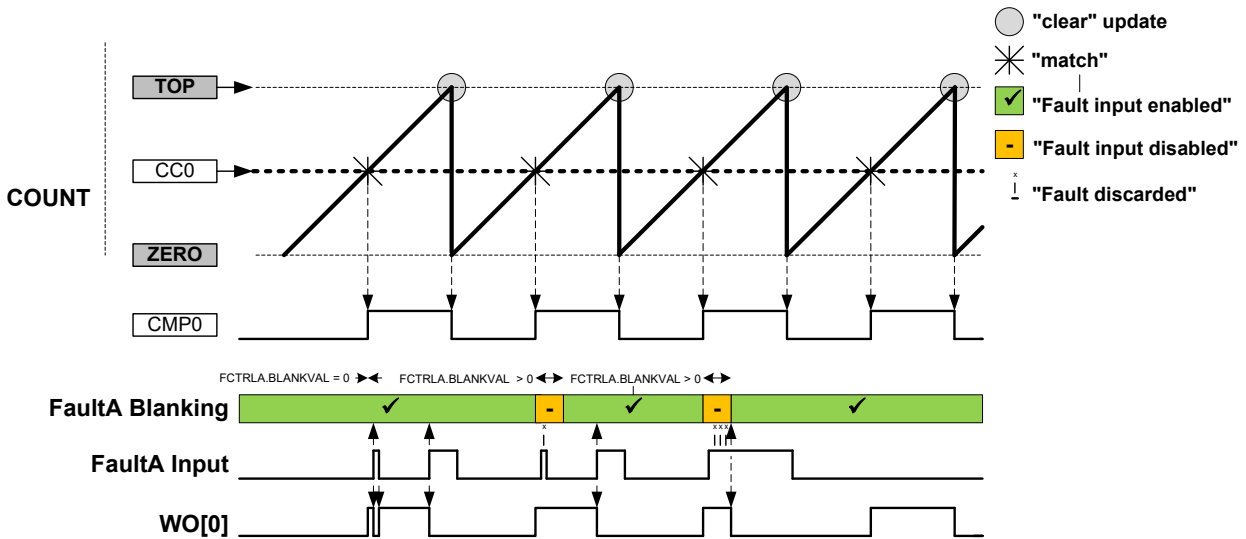 "clear" update
"match"
"Fault input enabled"
✓
"Fault input disabled"
-
x
"Fault discarded"
TOP
CC0
COUNT
ZERO
CMP0
FCTRLA.BLANKVAL = 0
FCTRLA.BLANKVAL > 0
FCTRLA.BLANKVAL > 0
FaultA Blanking
✓ - ✓ - ✓
x xxx
FaultA Input
WO[0]